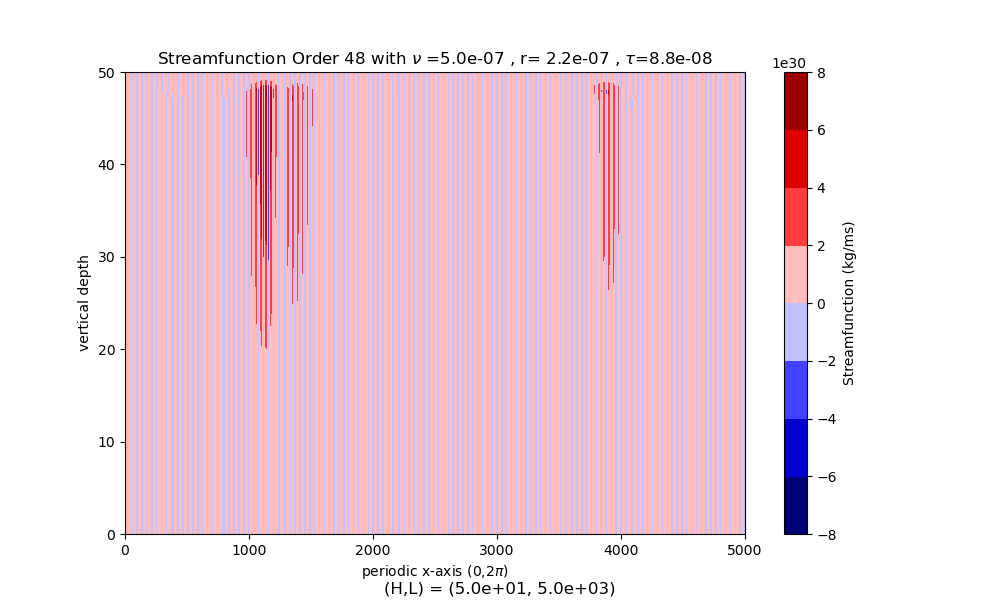 Streamfunction Order 48 with ν =5.0e-07 , r= 2.2e-07 , τ=8.8e-08
1e30
50
40
30
20
10
0
vertical depth
0 1000 2000 3000 4000 5000
periodic x-axis (0,2π)
(H,L) = (5.0e+01, 5.0e+03)
8
6
4
2
0
−2
−4
−6
−8
Streamfunction (kg/ms)